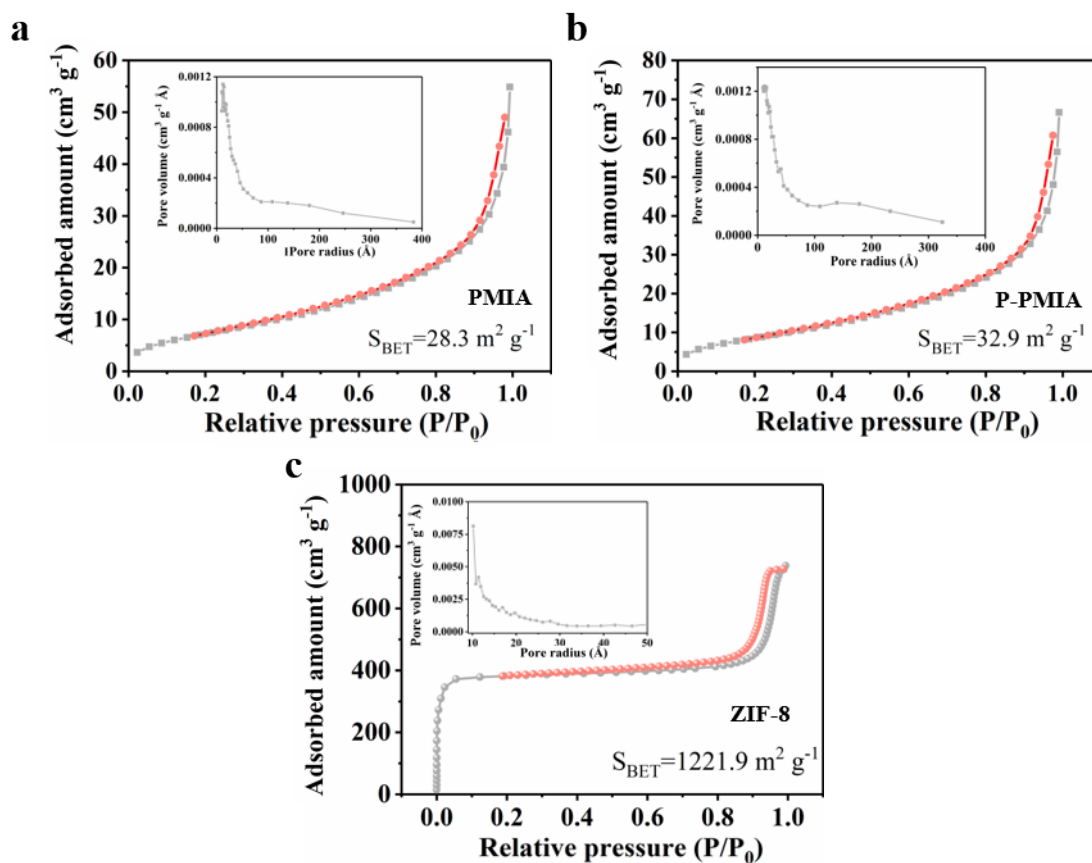 a
60
50
40
30
20
10
0
0.0 0.2 0.4 0.6 0.8 1.0
Adsorbed amount (cm³ g⁻¹)
Relative pressure (P/P₀)
0.0012
0.0008
0.0004
0.0000
0 100 200 300 400
Pore volume (cm³ g⁻¹ Å)
1Pore radius (Å)
PMIA
S_BET=28.3 m² g⁻¹
b
80
70
60
50
40
30
20
10
0
0.0 0.2 0.4 0.6 0.8 1.0
Adsorbed amount (cm³ g⁻¹)
Relative pressure (P/P₀)
0.0012
0.0008
0.0004
0.0000
0 100 200 300 400
Pore volume (cm³ g⁻¹ Å)
Pore radius (Å)
P-PMIA
S_BET=32.9 m² g⁻¹
c
1000
800
600
400
200
0
0.0 0.2 0.4 0.6 0.8 1.0
Adsorbed amount (cm³ g⁻¹)
Relative pressure (P/P₀)
0.0100
0.0075
0.0050
0.0025
0.0000
10 20 30 40 50
Pore volume (cm³ g⁻¹ Å)
Pore radius (Å)
ZIF-8
S_BET=1221.9 m² g⁻¹